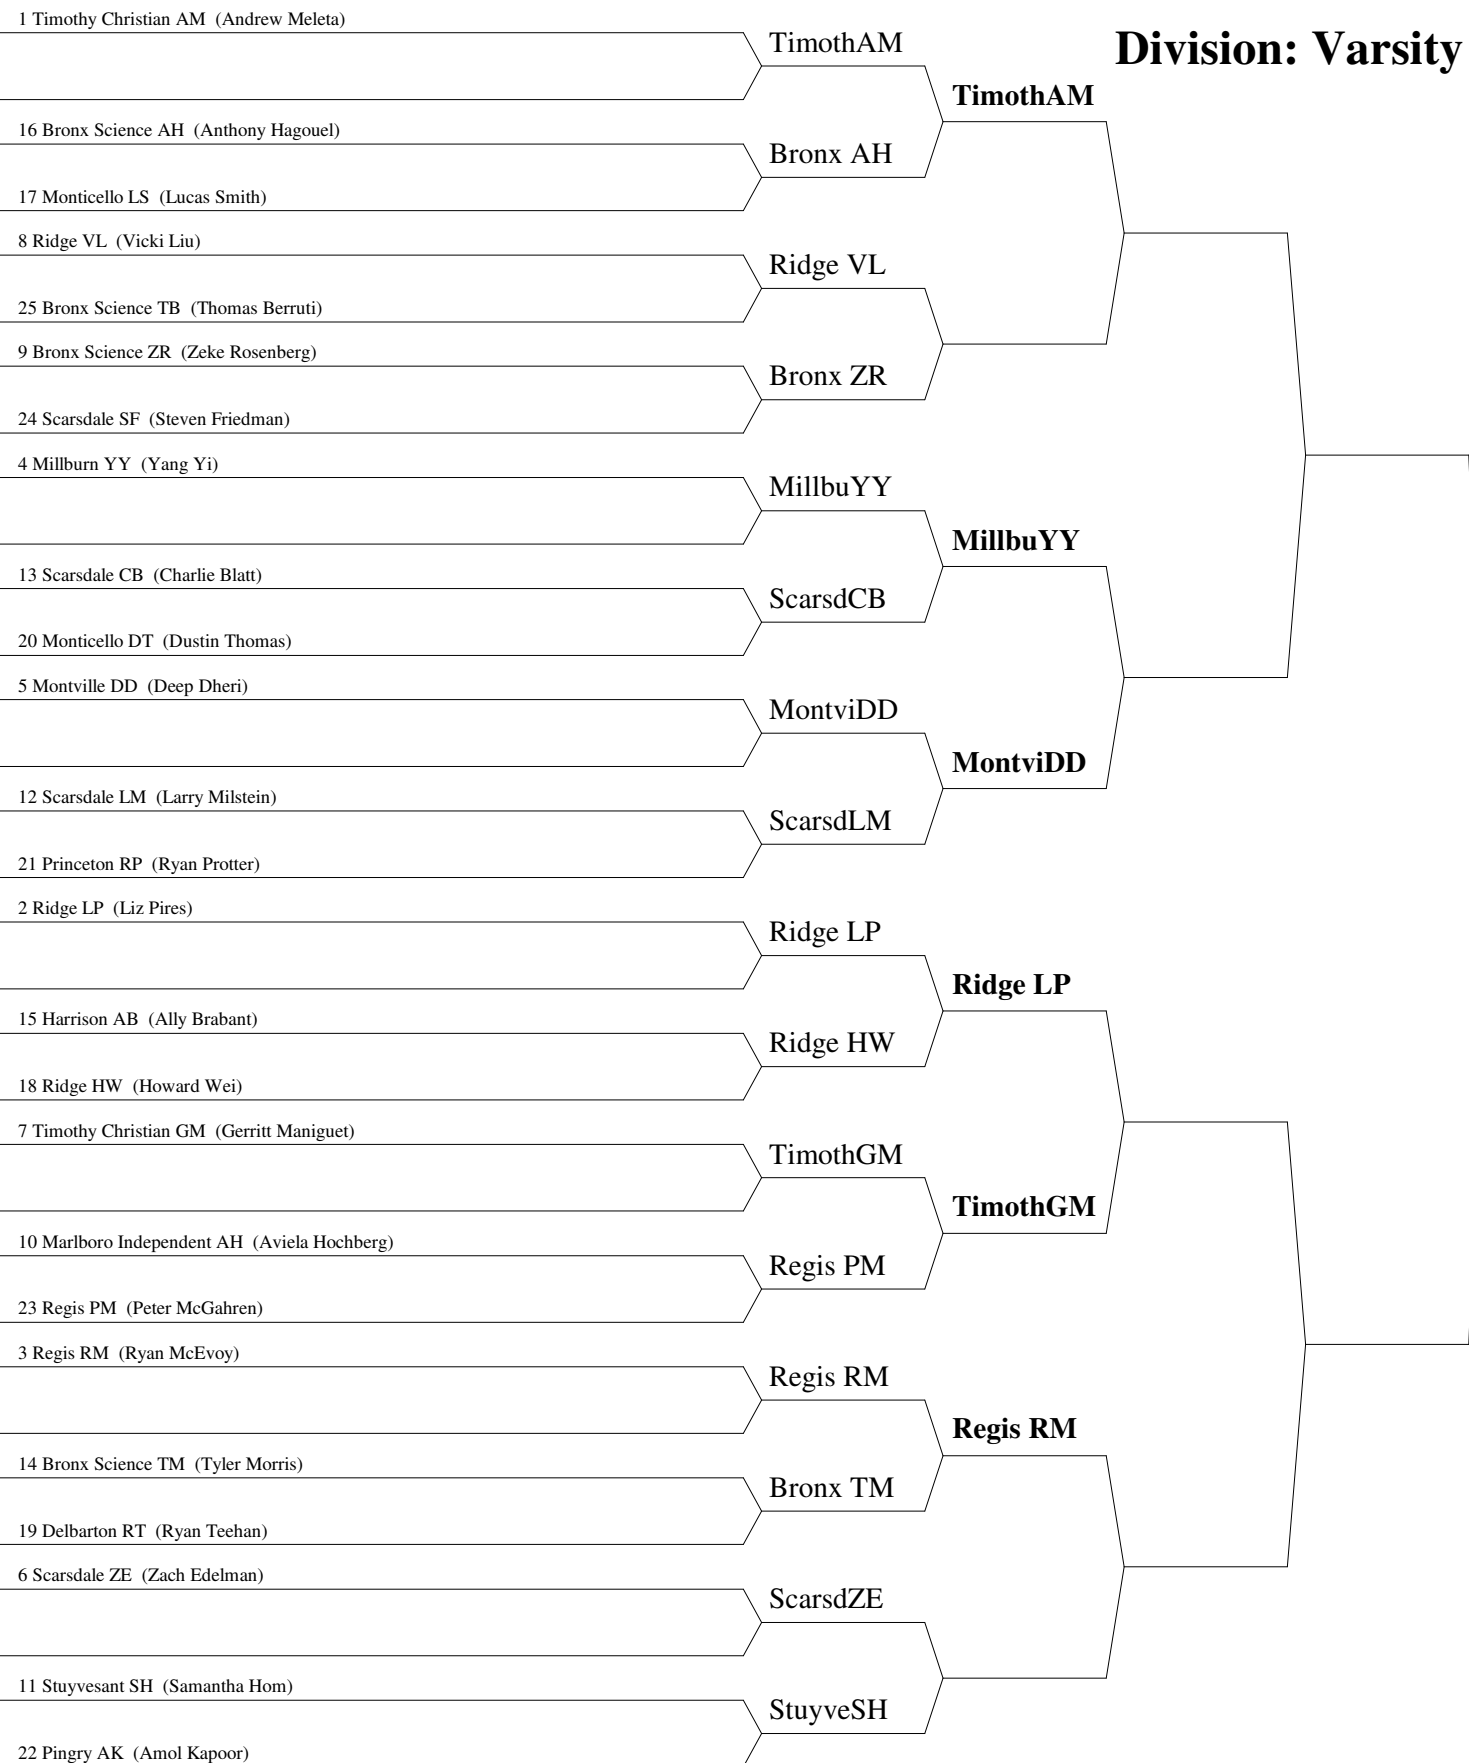 1 Timothy Christian AM (Andrew Meleta)
TimothAM
Division: Varsity
TimothAM
16 Bronx Science AH (Anthony Hagouel)
Bronx AH
17 Monticello LS (Lucas Smith)
8 Ridge VL (Vicki Liu)
Ridge VL
25 Bronx Science TB (Thomas Berruti)
9 Bronx Science ZR (Zeke Rosenberg)
Bronx ZR
24 Scarsdale SF (Steven Friedman)
4 Millburn YY (Yang Yi)
MillbuYY
MillbuYY
13 Scarsdale CB (Charlie Blatt)
ScarsdCB
20 Monticello DT (Dustin Thomas)
5 Montville DD (Deep Dheri)
MontviDD
MontviDD
12 Scarsdale LM (Larry Milstein)
ScarsdLM
21 Princeton RP (Ryan Protter)
2 Ridge LP (Liz Pires)
Ridge LP
Ridge LP
15 Harrison AB (Ally Brabant)
Ridge HW
18 Ridge HW (Howard Wei)
7 Timothy Christian GM (Gerritt Maniguet)
TimothGM
TimothGM
10 Marlboro Independent AH (Aviela Hochberg)
Regis PM
23 Regis PM (Peter McGahren)
3 Regis RM (Ryan McEvoy)
Regis RM
Regis RM
14 Bronx Science TM (Tyler Morris)
Bronx TM
19 Delbarton RT (Ryan Teehan)
6 Scarsdale ZE (Zach Edelman)
ScarsdZE
11 Stuyvesant SH (Samantha Hom)
StuyveSH
22 Pingry AK (Amol Kapoor)